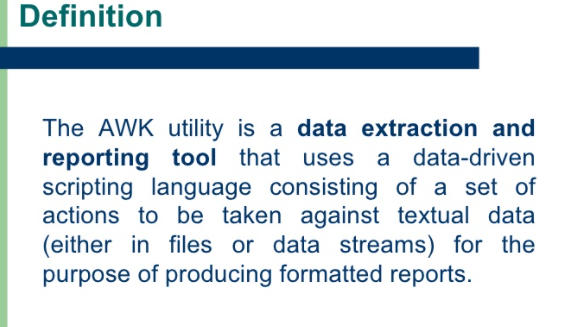 Definition
The AWK utility is a data extraction and
reporting tool that uses a data-driven
scripting language consisting of a set of
actions to be taken against textual data
(either in files or data streams) for the
purpose of producing formatted reports.